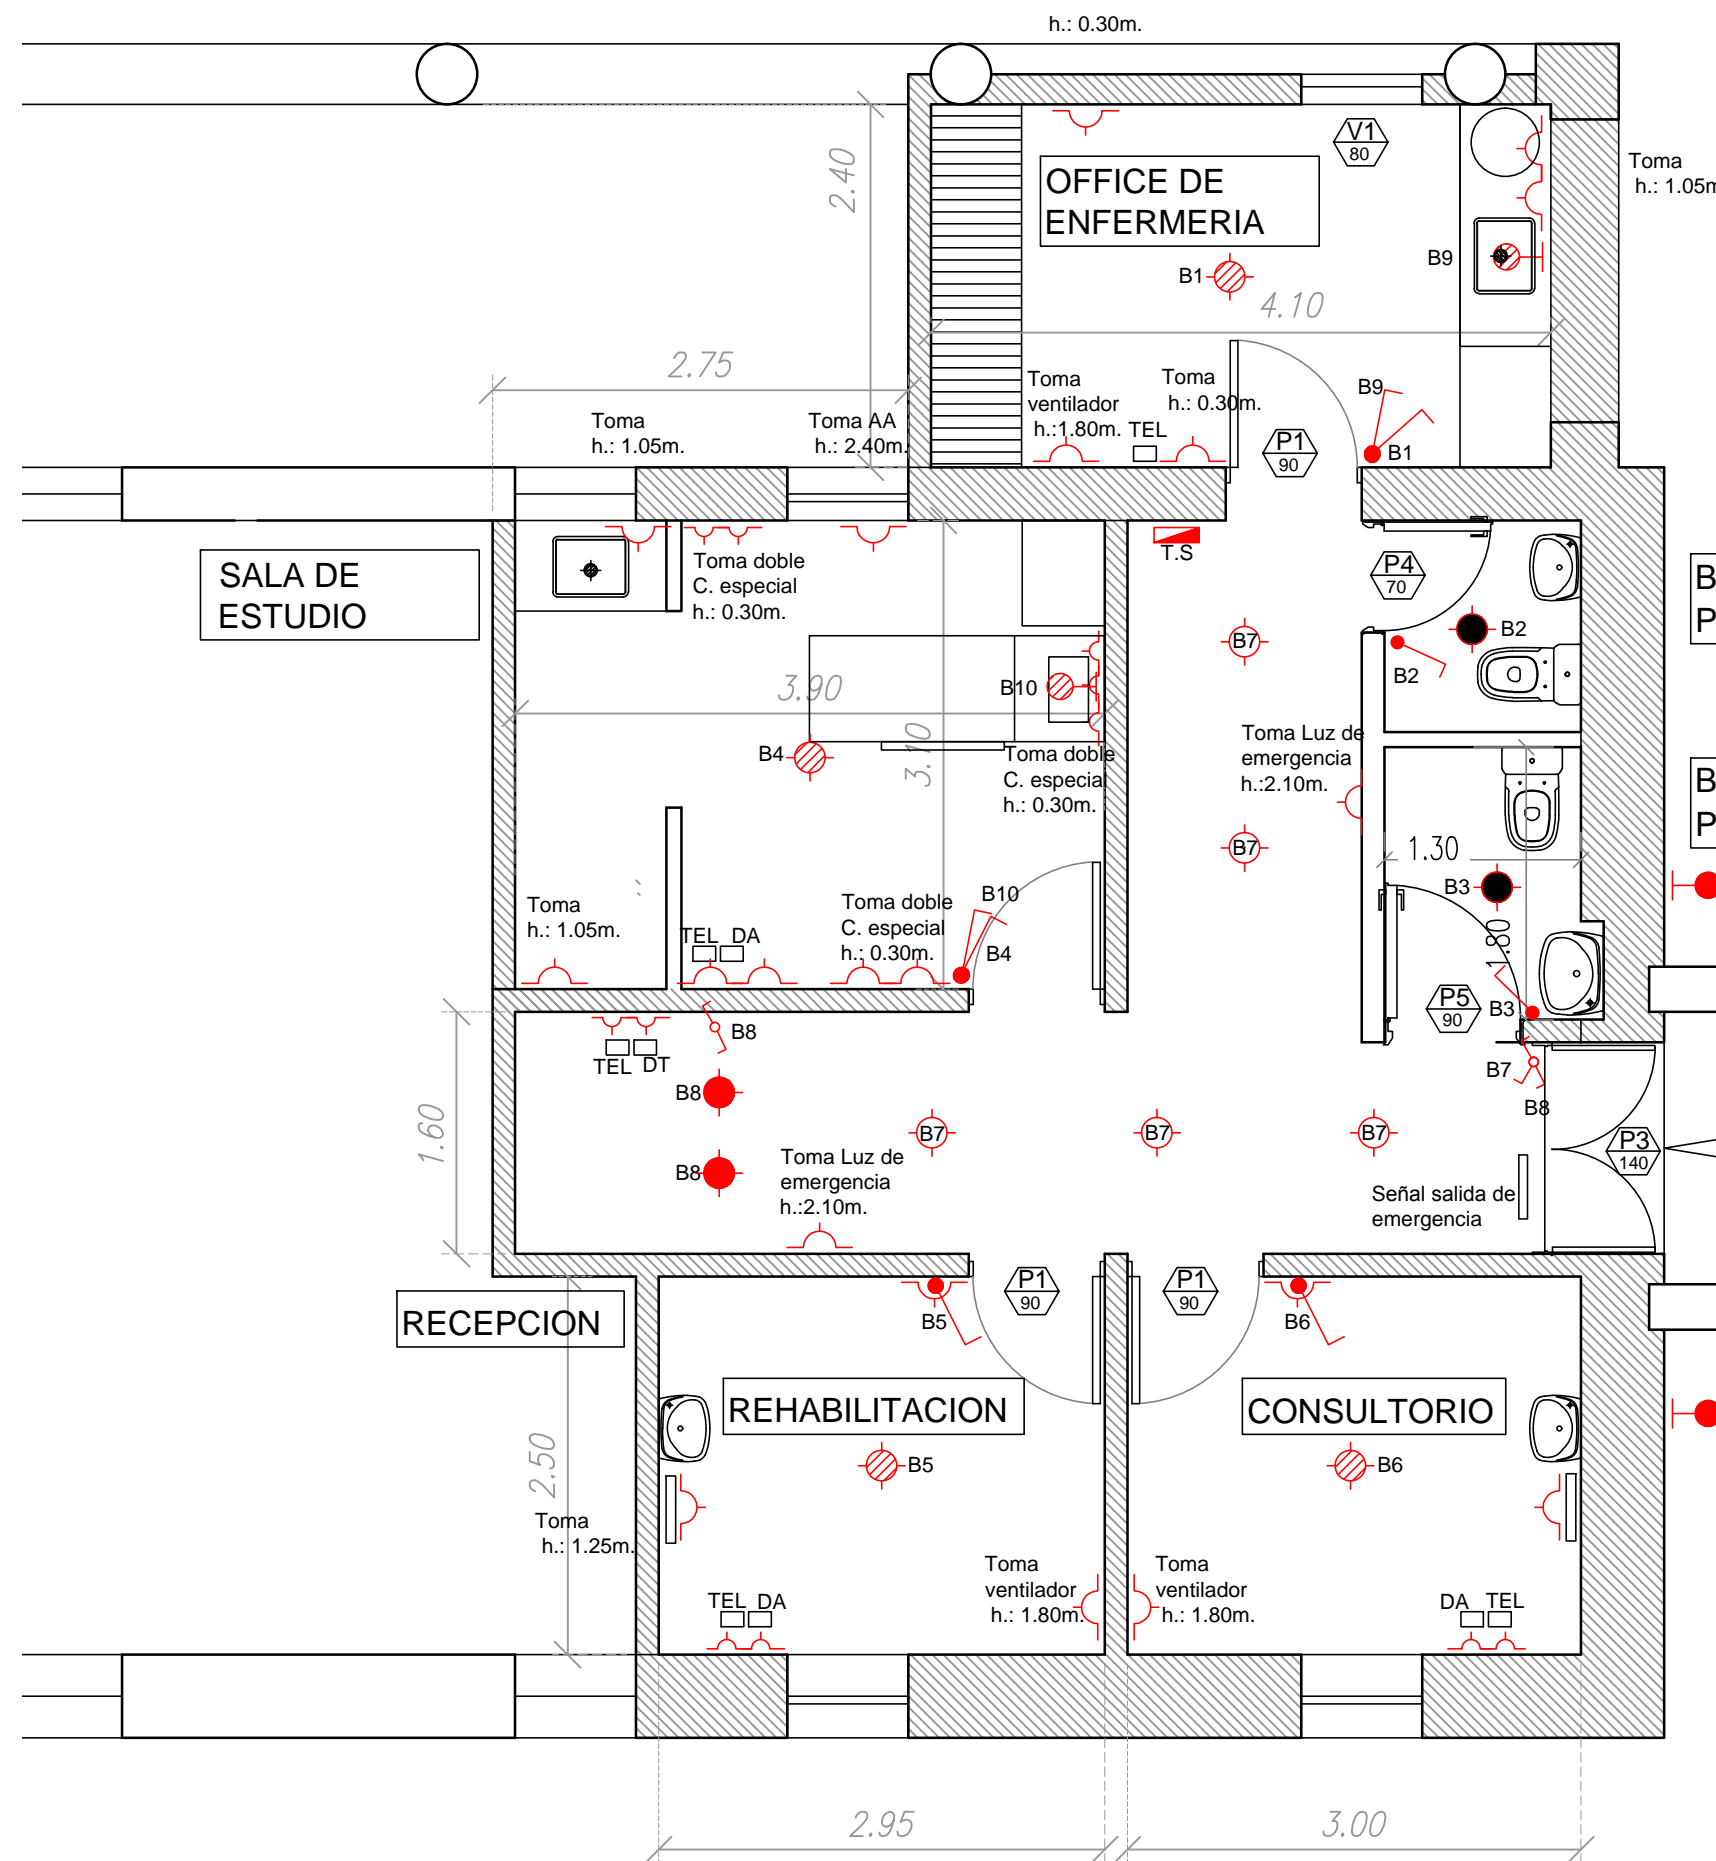 h.: 0.30m.
V1
80
Toma
h.: 1.05m
2.40
OFFICE DE
ENFERMERIA
B9
B1
4.10
2.75
Toma
ventilador
h.:1.80m.
Toma
h.: 0.30m.
TEL
B9
B1
P1
90
Toma
h.: 1.05m.
Toma AA
h.: 2.40m.
SALA DE
ESTUDIO
Toma doble
C. especial
h.: 0.30m.
T.S
P4
70
B
P
B2
B2
B7
3.90
B10
3.10
B4
Toma doble
C. especial
h.: 0.30m.
Toma Luz de
emergencia
h.:2.10m.
B
P
B7
1.30
B3
1.80
Toma
h.: 1.05m.
TEL
DA
Toma doble
C. especial
h.: 0.30m.
B10
B4
P5
90
B3
B8
TEL
DT
B7
B8
B8
B8
1.60
B7
B7
B7
P3
140
Toma Luz de
emergencia
h.:2.10m.
Señal salida de
emergencia
P1
90
P1
90
RECEPCION
B5
B6
REHABILITACION
CONSULTORIO
B5
B6
2.50
Toma
h.: 1.25m.
Toma
ventilador
h.: 1.80m.
Toma
ventilador
h.: 1.80m.
TEL
DA
DA
TEL
2.95
3.00